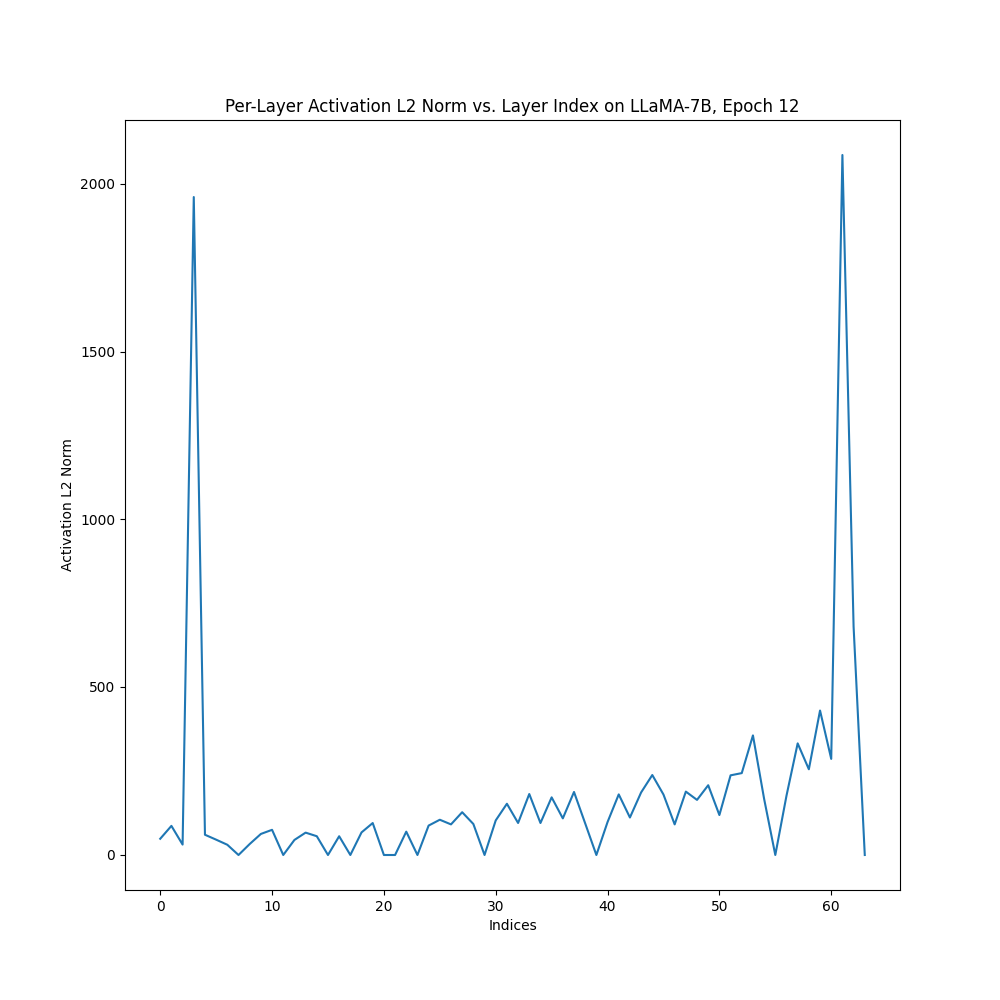 Per-Layer Activation L2 Norm vs. Layer Index on LLaMA-7B, Epoch 12
2000
1500
1000
500
0
Activation L2 Norm
0 10 20 30 40 50 60
Indices